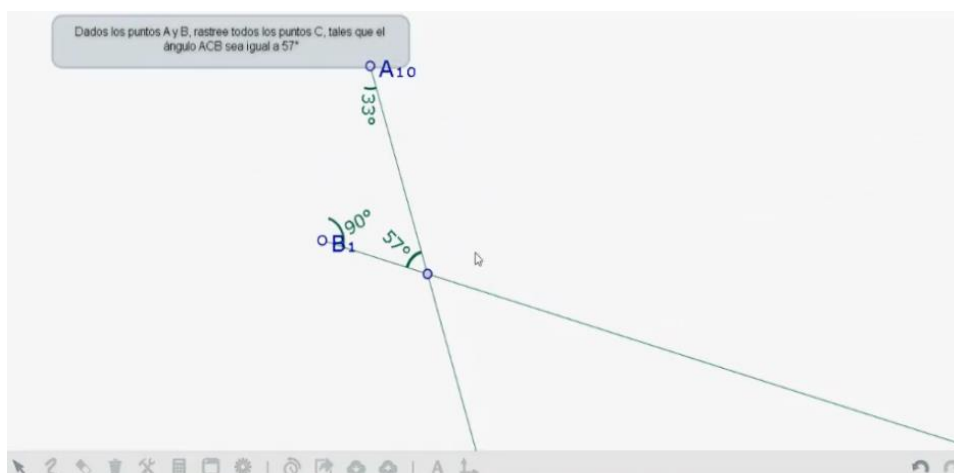 Dados los puntos A y B, rastree todos los puntos C, tales que el
ángulo ACB sea igual a 57°
A₁₀
33°
90°
B₁
57°
A